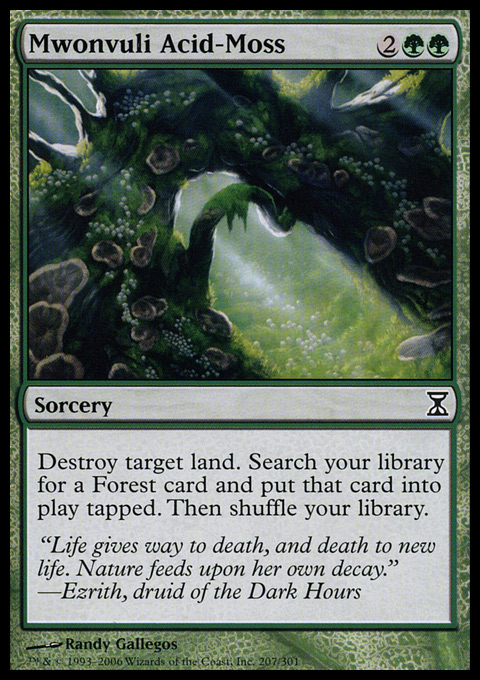 Mwonvuli Acid-Moss 2
Sorcery
Destroy target land. Search your library
for a Forest card and put that card into
play tapped. Then shuffle your library.
“Life gives way to death, and death to new
life. Nature feeds upon her own decay.”
—Ezrith, druid of the Dark Hours
Randy Gallegos
™ & © 1993–2006 Wizards of the Coast, Inc. 207/301